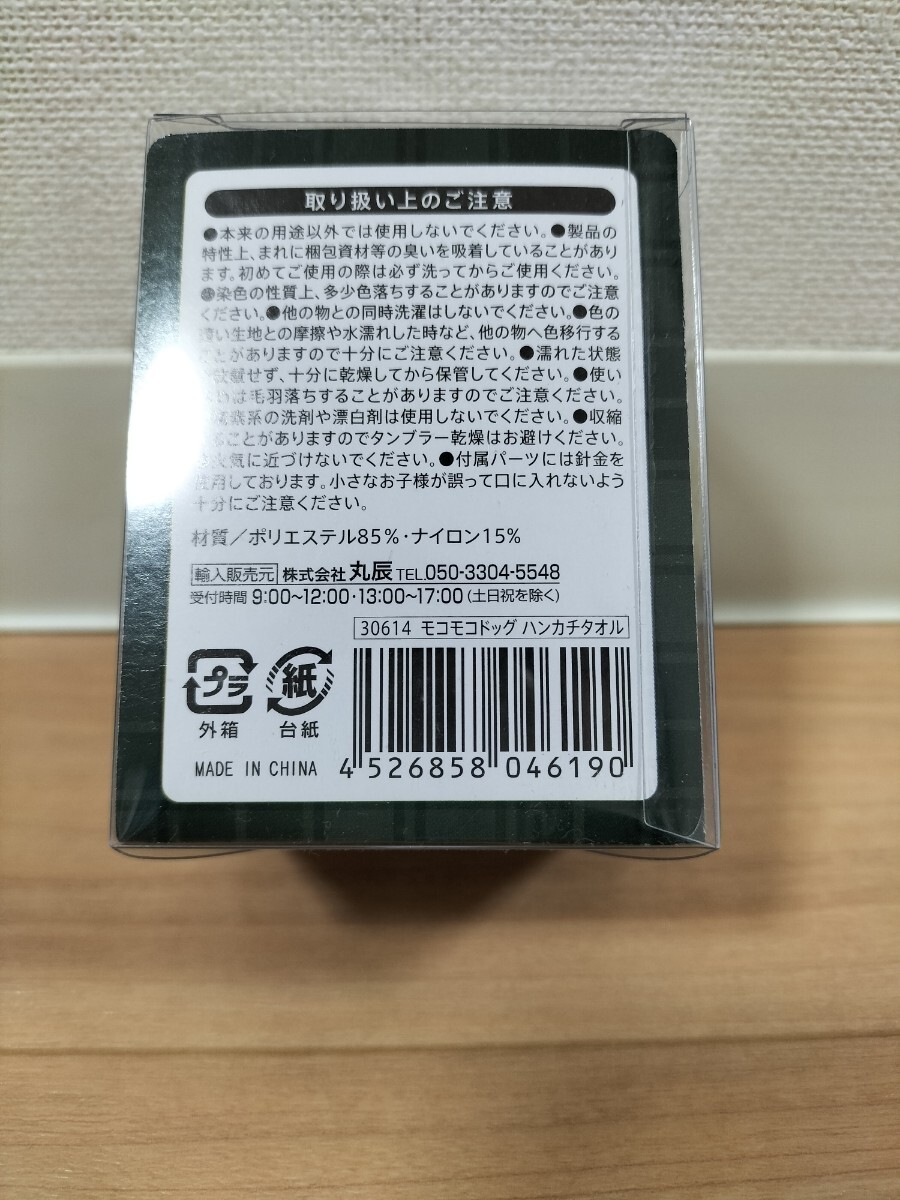 取り扱い上のご注意
●本来の用途以外では使用しないでください。●製品の
特性上、まれに梱包資材等の臭いを吸着していることがあり
ます。初めてご使用の際は必ず洗ってからご使用ください。
●染色の性質上、多少色落ちすることがありますのでご注意
ください。●他の物との同時洗濯はしないでください。●色の
い生地との摩擦や水濡れした時など、他の物へ色移行する
ことがありますので十分にご注意ください。●濡れた状態
せず、十分に乾燥してから保管してください。●使い
は毛羽落ちすることがありますのでご注意ください。
素系の洗剤や漂白剤は使用しないでください。●収縮
ることがありますのでタンブラー乾燥はお避けください。
火気に近づけないでください。●付属パーツには針金を
使用しております。小さなお子様が誤って口に入れないよう
十分にご注意ください。
材質／ポリエステル85%・ナイロン15%
輸入販売元 株式会社 丸辰 TEL.050-3304-5548
受付時間 9:00〜12:00・13:00〜17:00(土日祝を除く)
30614 モコモコドッグ ハンカチタオル
プラ 紙
外箱 台紙
MADE IN CHINA 4 526858 046190